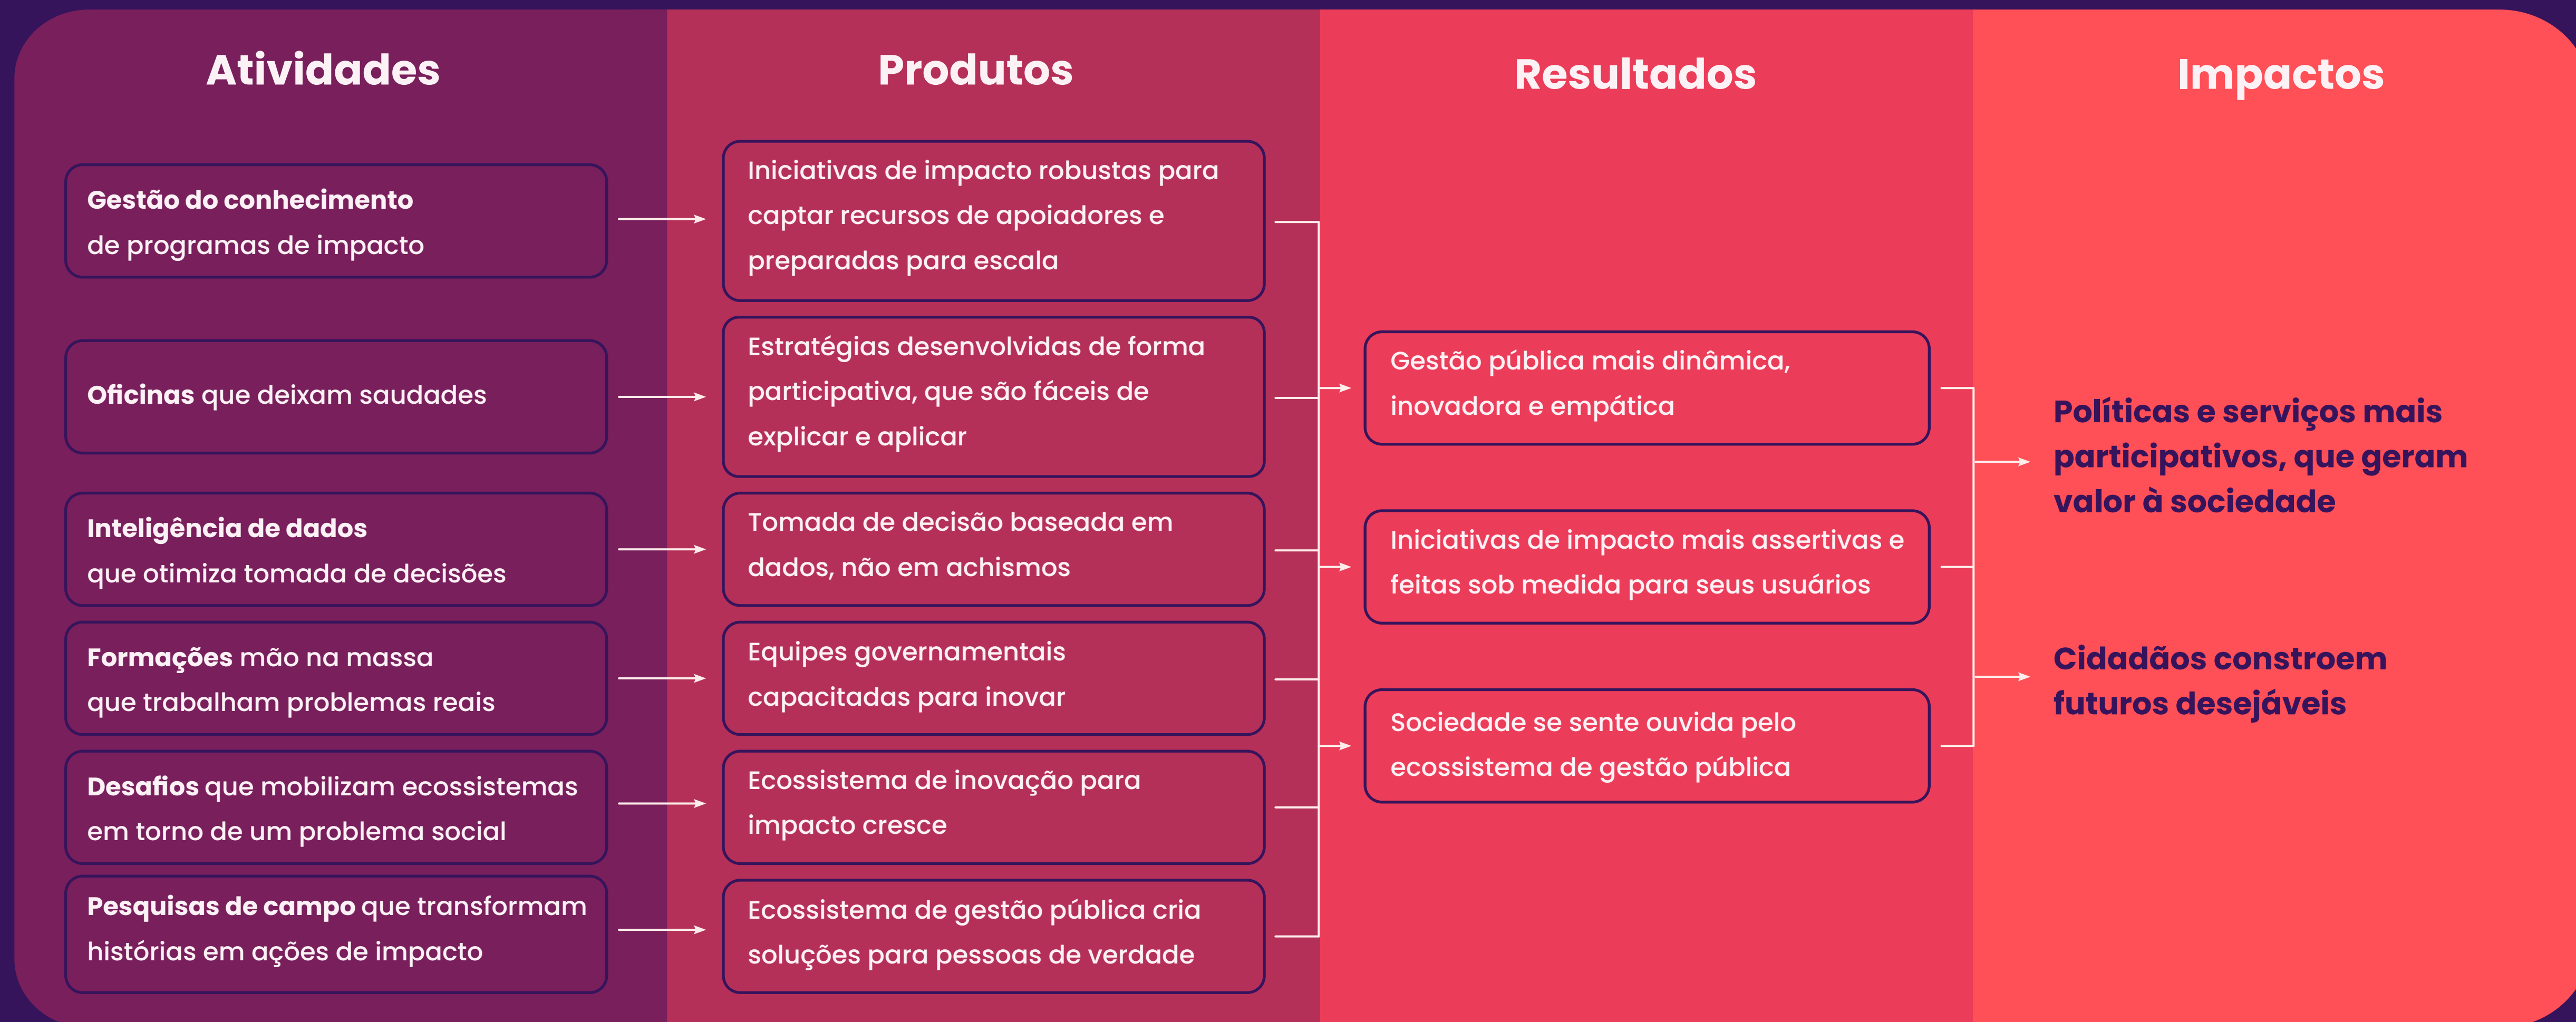 Atividades
Gestão do conhecimento
de programas de impacto
Oficinas que deixam saudades
Inteligência de dados
que otimiza tomada de decisões
Formações mão na massa
que trabalham problemas reais
Desafios que mobilizam ecossistemas
em torno de um problema social
Pesquisas de campo que transformam
histórias em ações de impacto
Produtos
Iniciativas de impacto robustas para
captar recursos de apoiadores e
preparadas para escala
Estratégias desenvolvidas de forma
participativa, que são fáceis de
explicar e aplicar
Tomada de decisão baseada em
dados, não em achismos
Equipes governamentais
capacitadas para inovar
Ecossistema de inovação para
impacto cresce
Ecossistema de gestão pública cria
soluções para pessoas de verdade
Resultados
Gestão pública mais dinâmica,
inovadora e empática
Iniciativas de impacto mais assertivas e
feitas sob medida para seus usuários
Sociedade se sente ouvida pelo
ecossistema de gestão pública
Impactos
Políticas e serviços mais
participativos, que geram
valor à sociedade
Cidadãos constroem
futuros desejáveis